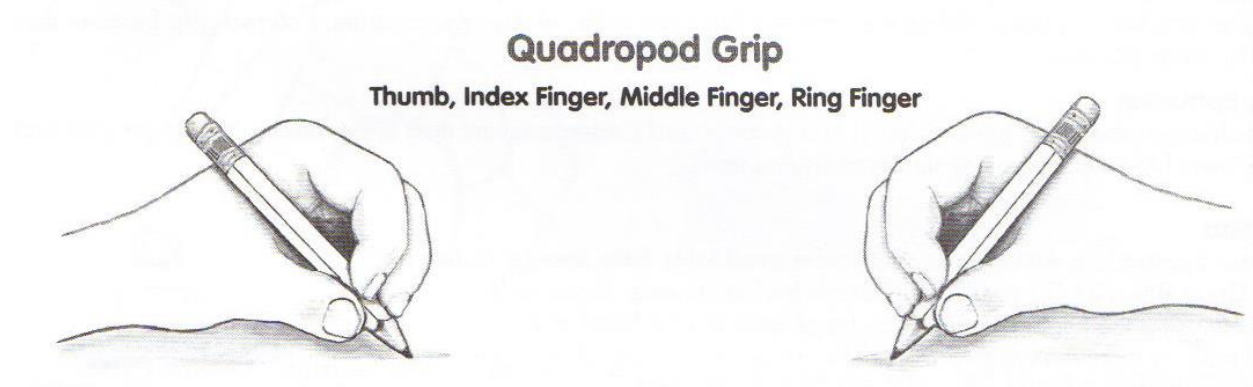 Quadropod Grip
Thumb, Index Finger, Middle Finger, Ring Finger